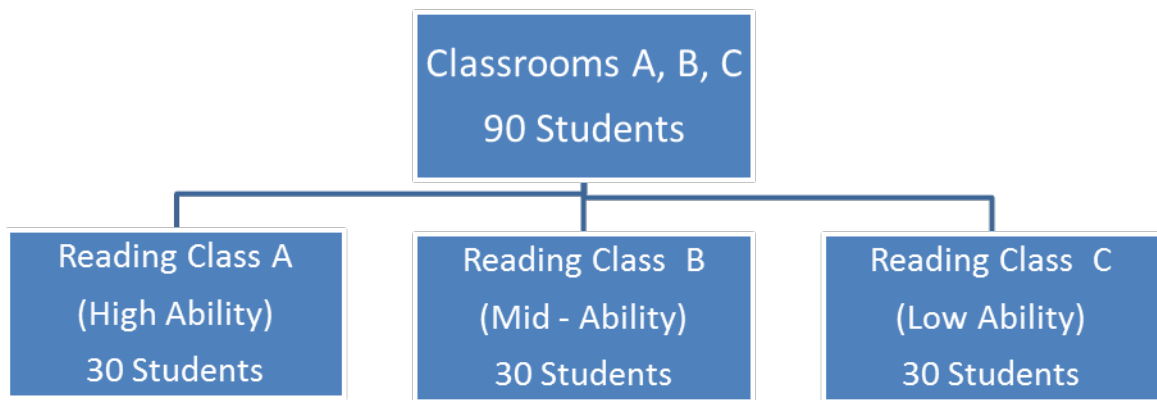 Classrooms A, B, C
90 Students
Reading Class A
(High Ability)
30 Students
Reading Class B
(Mid - Ability)
30 Students
Reading Class C
(Low Ability)
30 Students